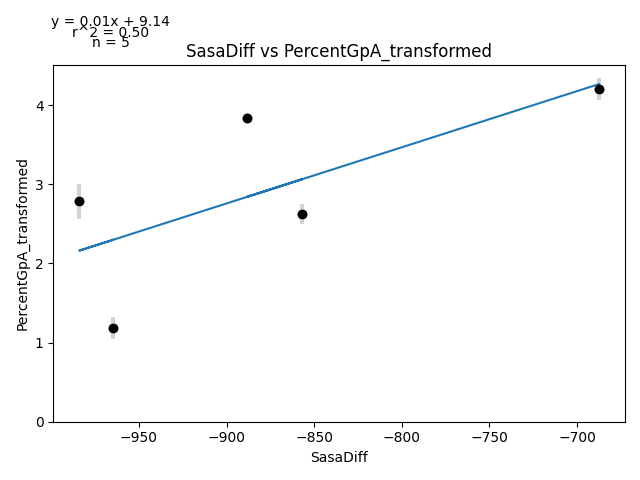 y = 0.01x + 9.14
r^2 = 0.50
n = 5
SasaDiff vs PercentGpA_transformed
PercentGpA_transformed
4
3
2
1
0
−950 −900 −850 −800 −750 −700
SasaDiff